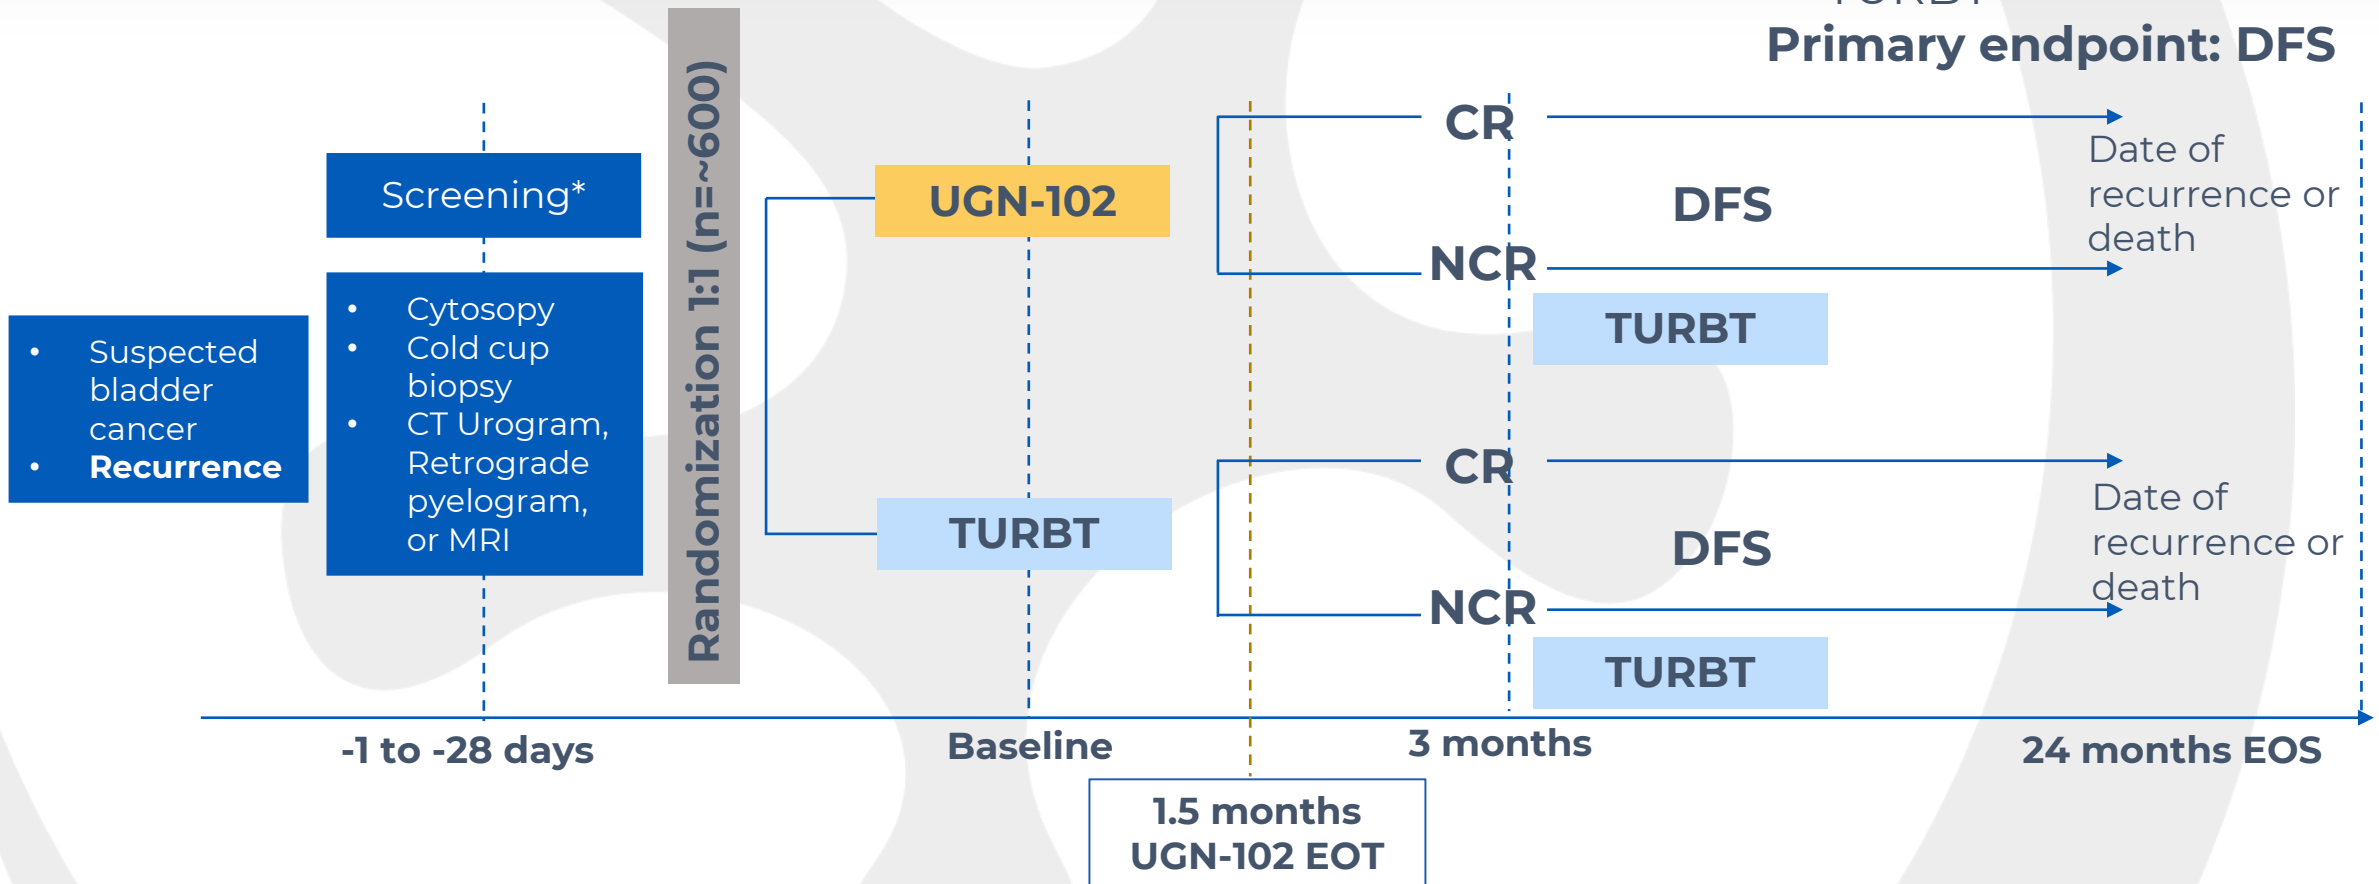 Primary endpoint: DFS
Randomization 1:1 (n=~600)
Screening*
• Suspected
bladder
cancer
• Recurrence
• Cytosopy
• Cold cup
biopsy
• CT Urogram,
Retrograde
pyelogram,
or MRI
UGN-102
TURBT
CR
DFS
NCR
TURBT
Date of
recurrence or
death
CR
DFS
NCR
TURBT
Date of
recurrence or
death
-1 to -28 days
Baseline
3 months
24 months EOS
1.5 months
UGN-102 EOT